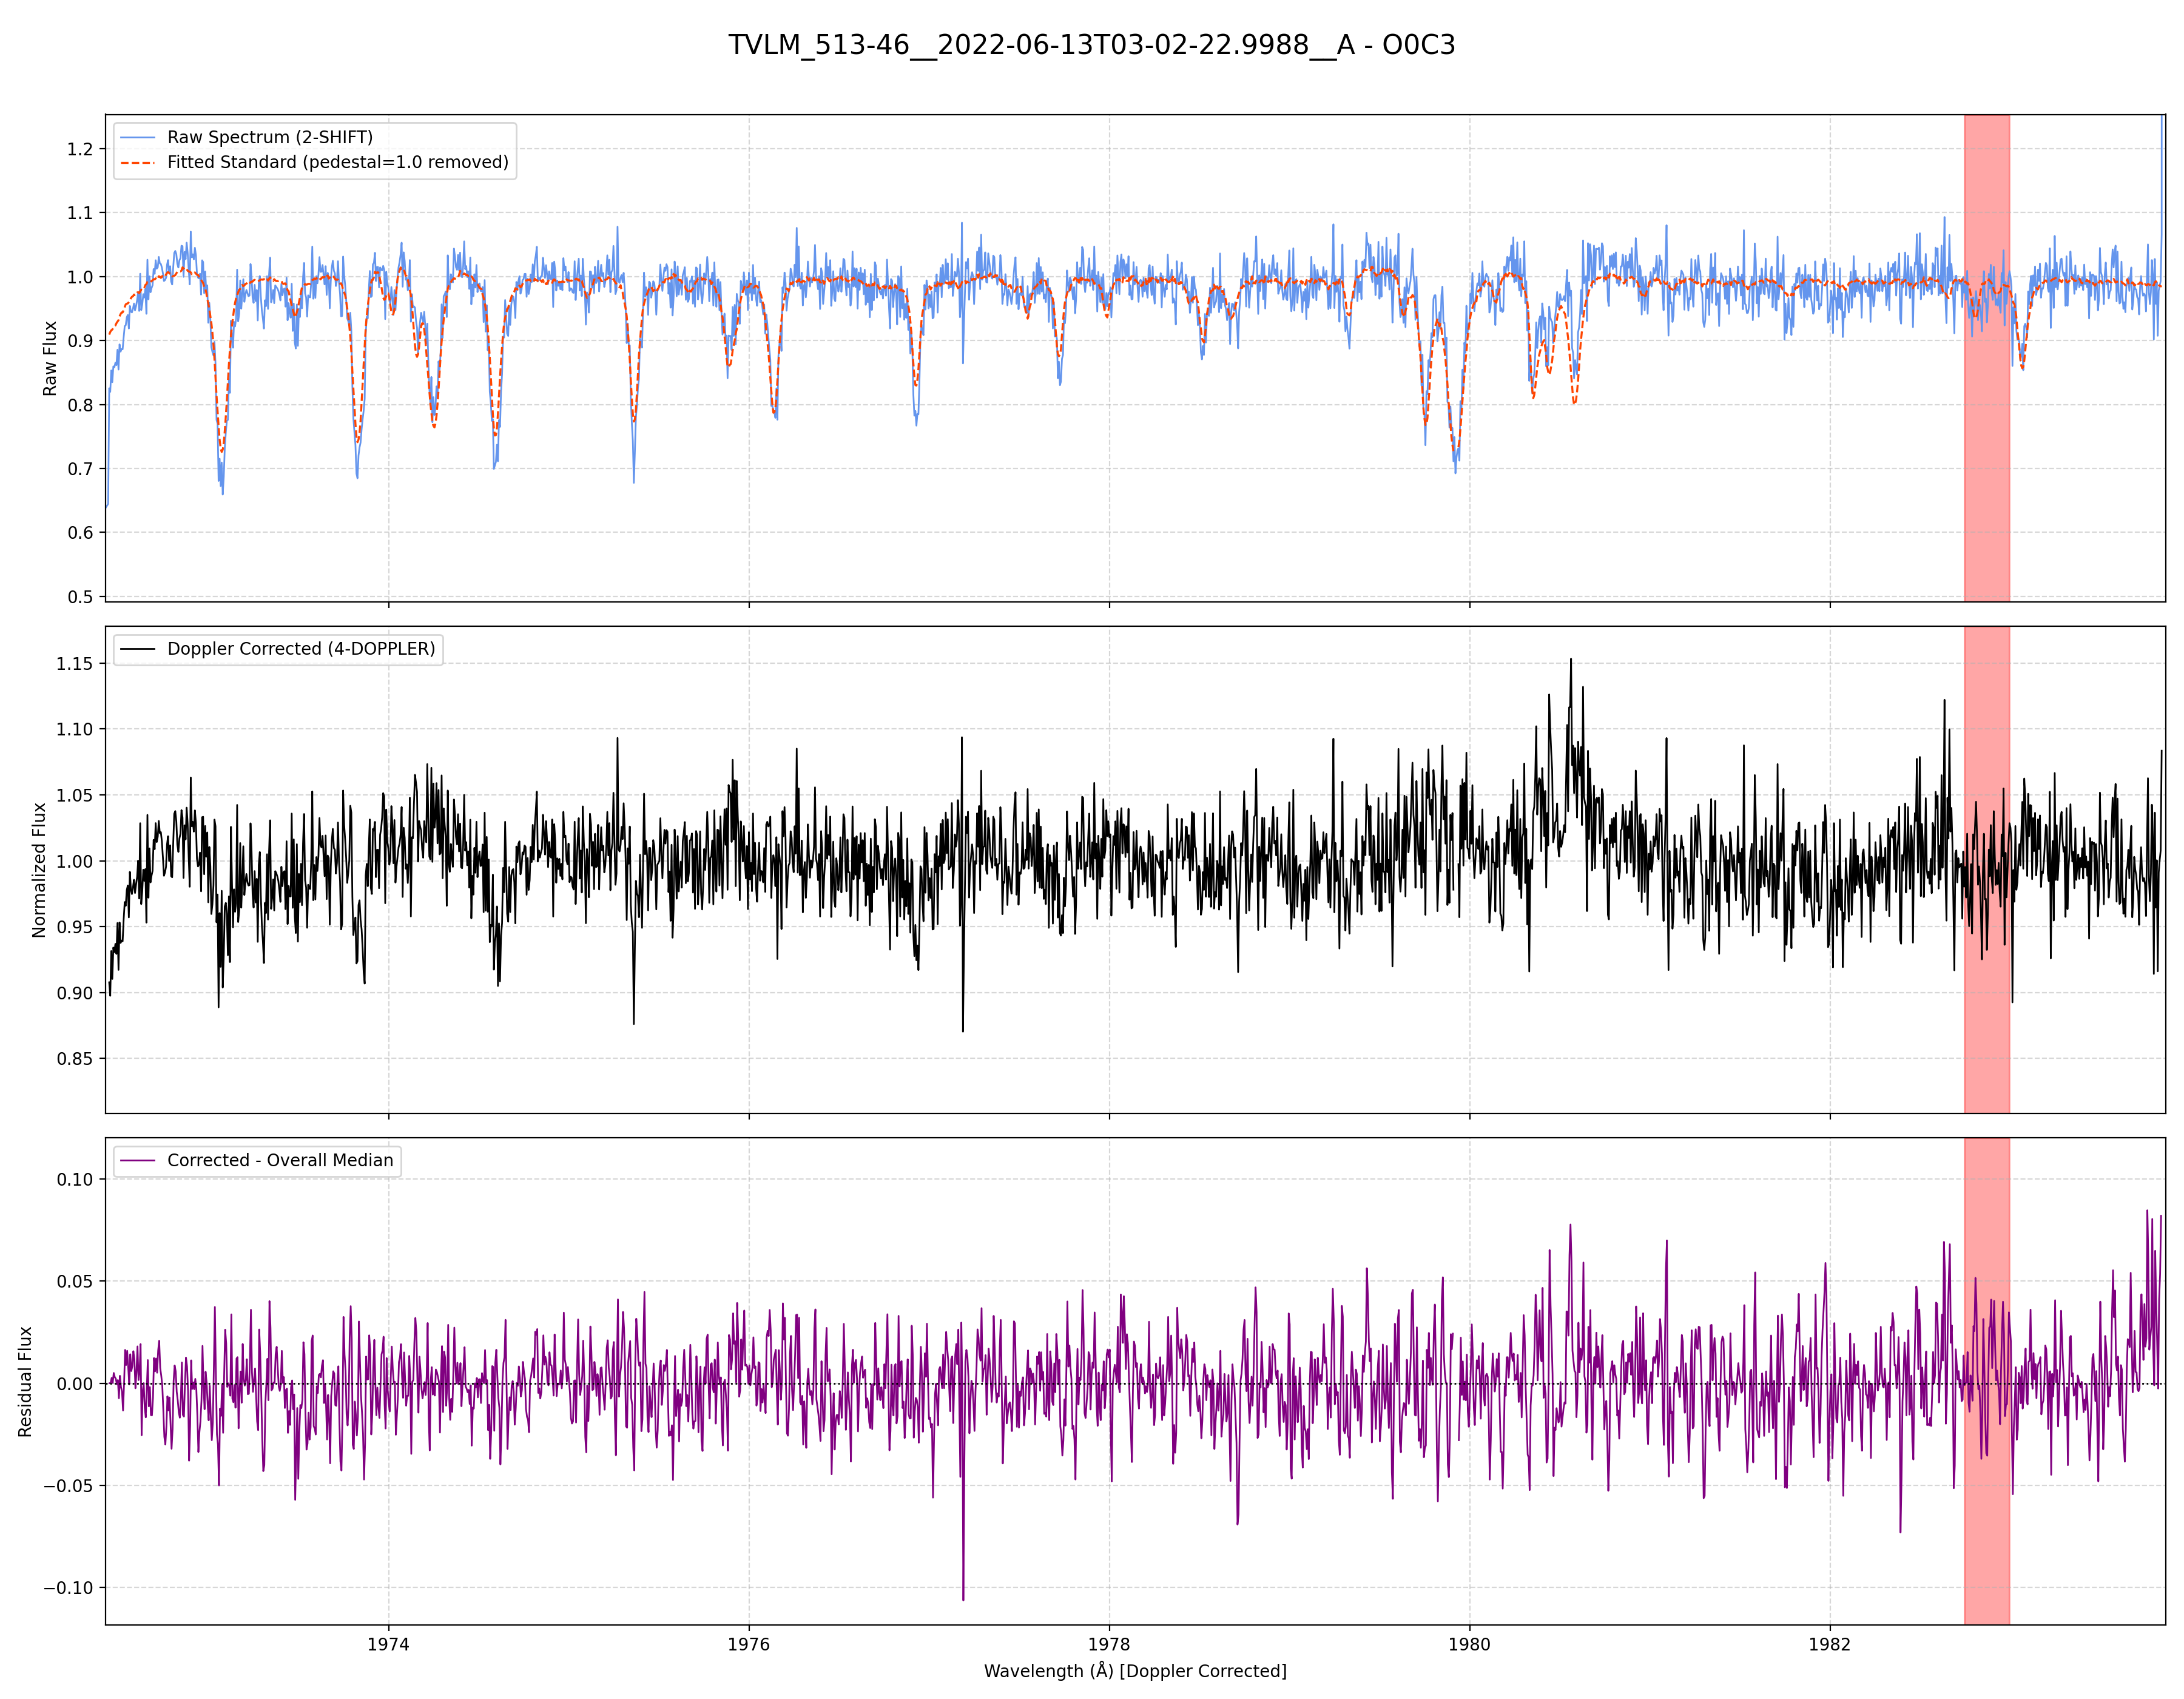 TVLM_513-46__2022-06-13T03-02-22.9988__A - O0C3
Raw Spectrum (2-SHIFT)
Fitted Standard (pedestal=1.0 removed)
Raw Flux
1.2
1.1
1.0
0.9
0.8
0.7
0.6
0.5
Doppler Corrected (4-DOPPLER)
Normalized Flux
1.15
1.10
1.05
1.00
0.95
0.90
0.85
Corrected - Overall Median
Residual Flux
0.10
0.05
0.00
−0.05
−0.10
1974
1976
1978
1980
1982
Wavelength (Å) [Doppler Corrected]